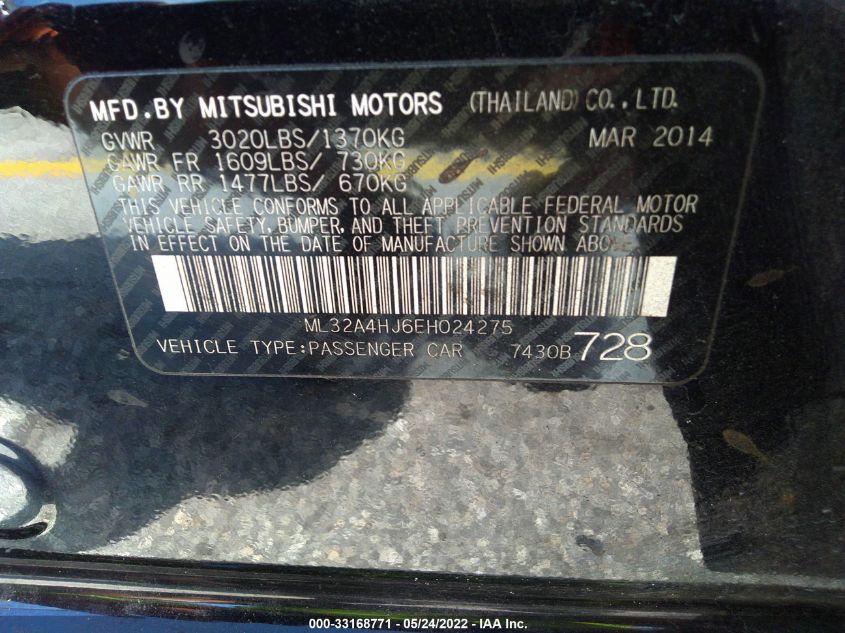 MFD.BY MITSUBISHI MOTORS (THAILAND) CO., LTD.
GVWR 3020LBS/1370KG MAR 2014
GAWR FR 1609LBS/ 730KG
GAWR RR 1477LBS/ 670KG
THIS VEHICLE CONFORMS TO ALL APPLICABLE FEDERAL MOTOR
VEHICLE SAFETY, BUMPER, AND THEFT PREVENTION STANDARDS
IN EFFECT ON THE DATE OF MANUFACTURE SHOWN ABOVE.
ML32A4HJ6EH024275
VEHICLE TYPE:PASSENGER CAR 7430B728
000-33168771 - 05/24/2022 - IAA Inc.